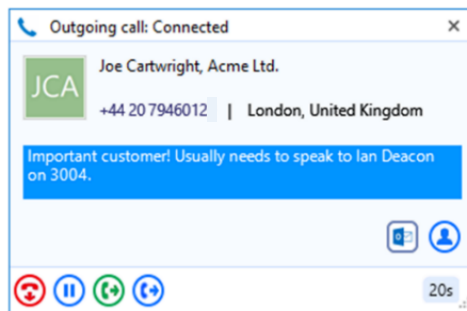 Outgoing call: Connected
JCA
Joe Cartwright, Acme Ltd.
+44 20 7946012 | London, United Kingdom
Important customer! Usually needs to speak to Ian Deacon
on 3004.
20s